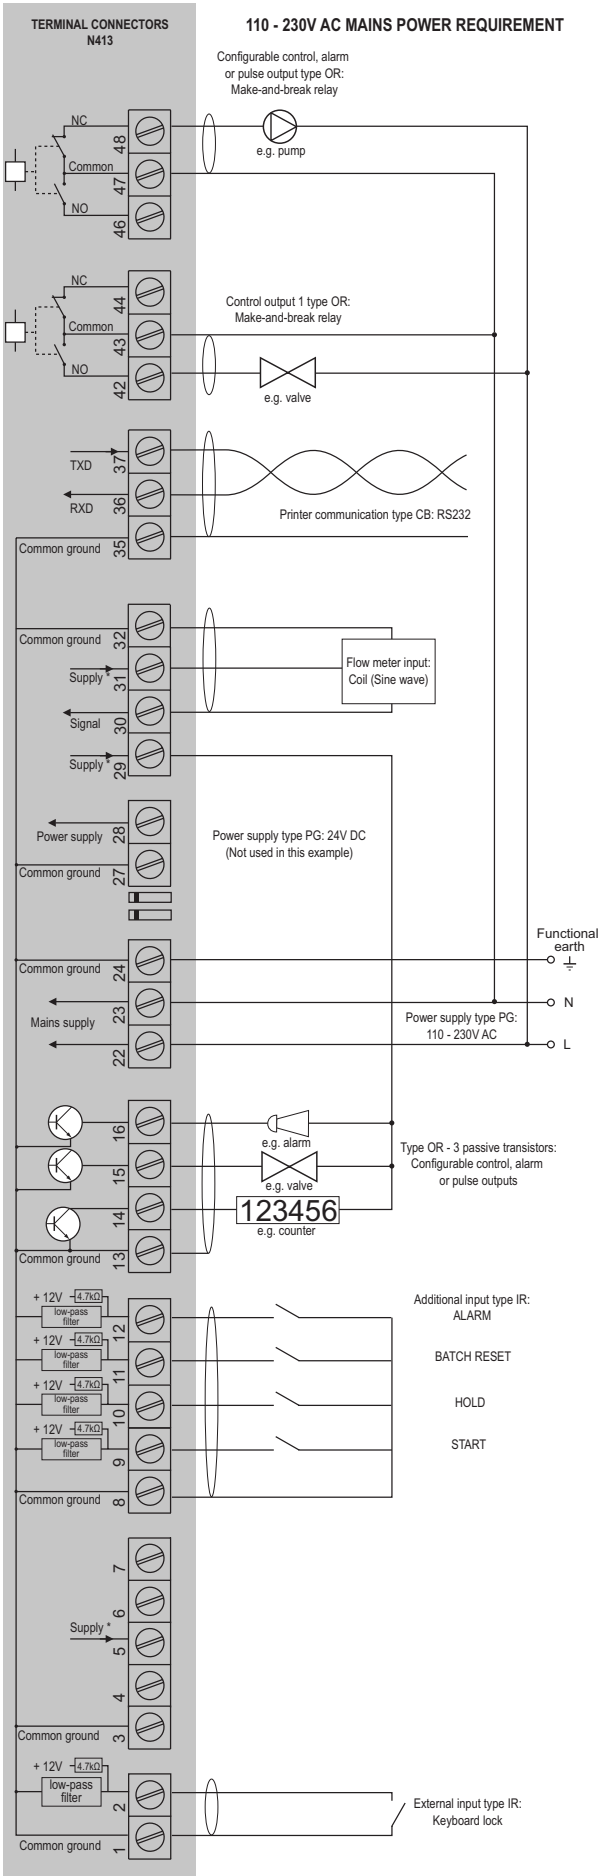 TERMINAL CONNECTORS
N413
110 - 230V AC MAINS POWER REQUIREMENT
Configurable control, alarm
or pulse output type OR:
Make-and-break relay
NC
48
e.g. pump
Common
47
NO
46
NC
44
Control output 1 type OR:
Make-and-break relay
Common
43
NO
42
e.g. valve
37
TXD
36
RXD
Printer communication type CB: RS232
35
Common ground
32
Common ground
Flow meter input:
Coil (Sine wave)
Supply *
31
Signal
30
Supply *
29
28
Power supply
Power supply type PG: 24V DC
(Not used in this example)
27
Common ground
Functional
earth
24
Common ground
23
N
Mains supply
Power supply type PG:
110 - 230V AC
22
L
16
e.g. alarm
Type OR - 3 passive transistors:
Configurable control, alarm
or pulse outputs
15
e.g. valve
14
123456
e.g. counter
13
Common ground
+ 12V
4.7kΩ
low-pass
filter
12
Additional input type IR:
ALARM
+ 12V
4.7kΩ
low-pass
filter
11
BATCH RESET
+ 12V
4.7kΩ
low-pass
filter
10
HOLD
+ 12V
4.7kΩ
low-pass
filter
9
START
8
Common ground
7
6
Supply *
5
4
3
Common ground
+ 12V
4.7kΩ
low-pass
filter
2
External input type IR:
Keyboard lock
1
Common ground